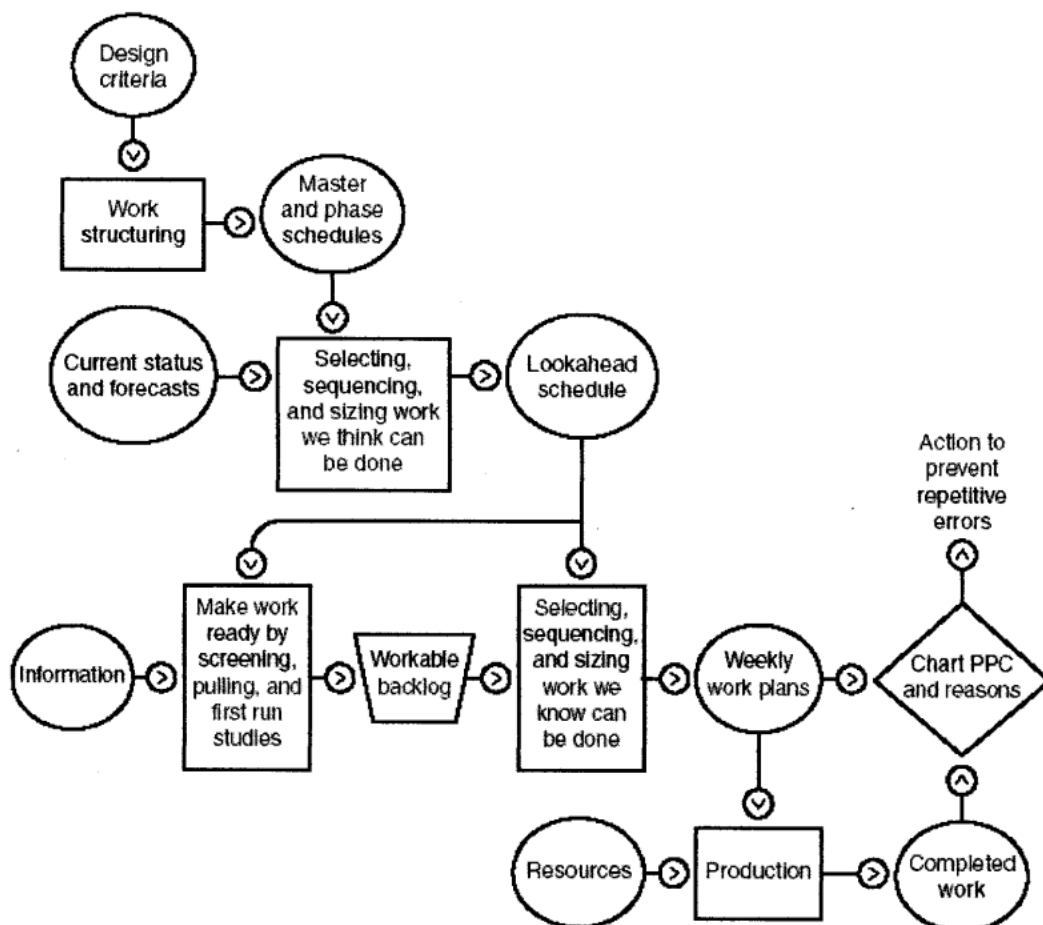 Design
criteria
Work
structuring
Master
and phase
schedules
Current status
and forecasts
Selecting,
sequencing,
and sizing work
we think can
be done
Lookahead
schedule
Action to
prevent
repetitive
errors
Information
Make work
ready by
screening,
pulling, and
first run
studies
Workable
backlog
Selecting,
sequencing,
and sizing
work we
know can
be done
Weekly
work plans
Chart PPC
and reasons
Resources
Production
Completed
work